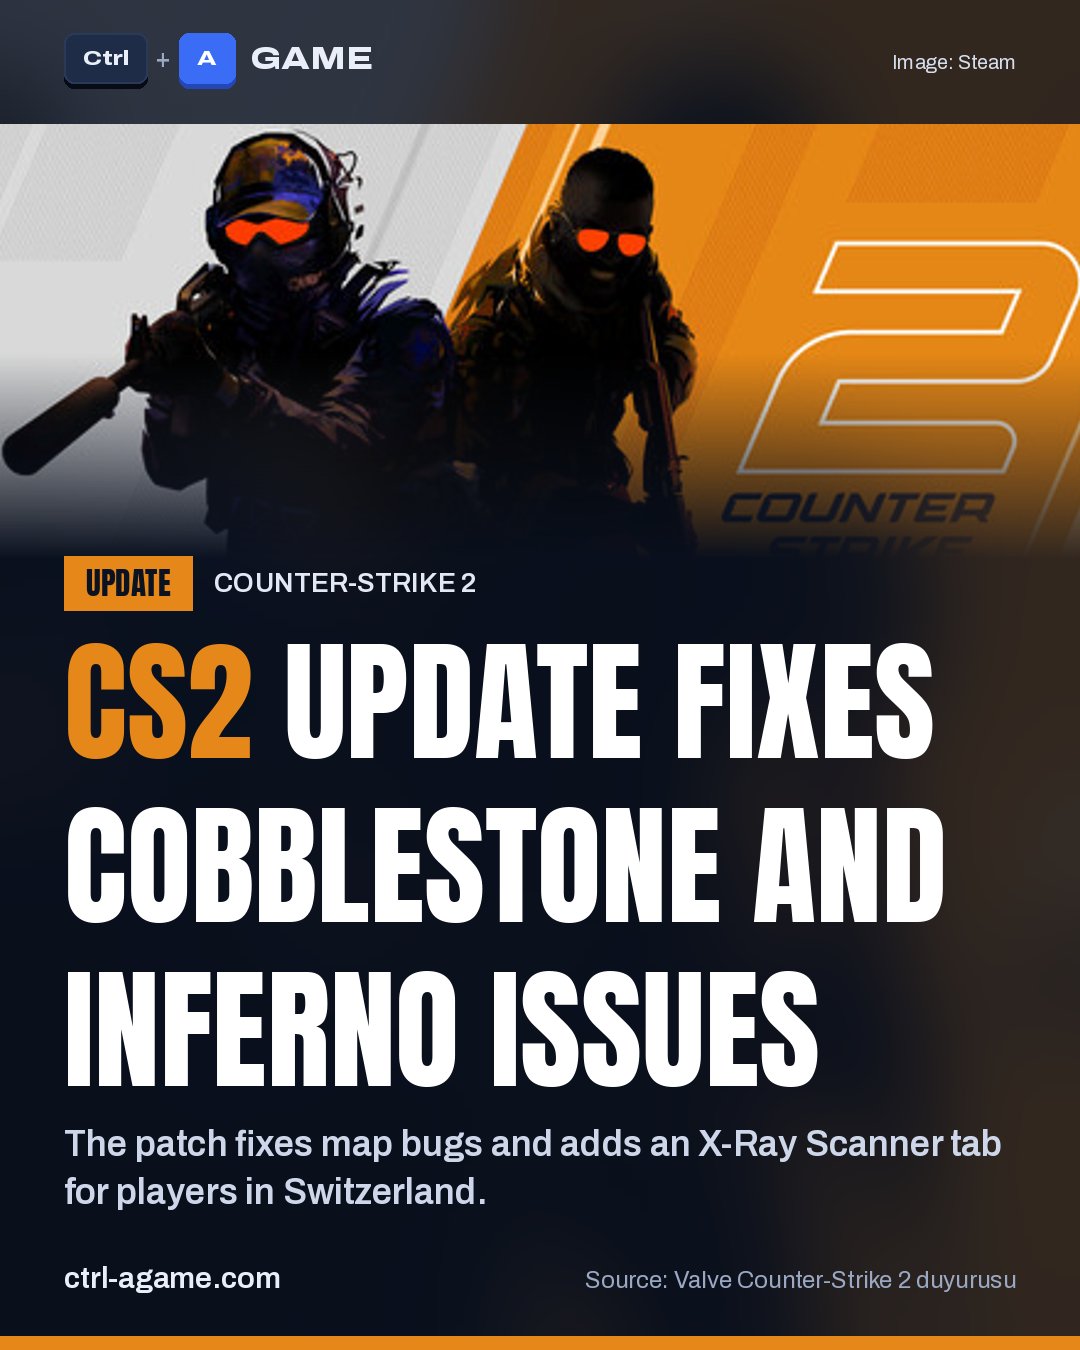 Ctrl + A GAME
Image: Steam
2
COUNTER
STRIKE
UPDATE COUNTER-STRIKE 2
CS2 UPDATE FIXES
COBBLESTONE AND
INFERNO ISSUES
The patch fixes map bugs and adds an X-Ray Scanner tab
for players in Switzerland.
ctrl-agame.com
Source: Valve Counter-Strike 2 duyurusu